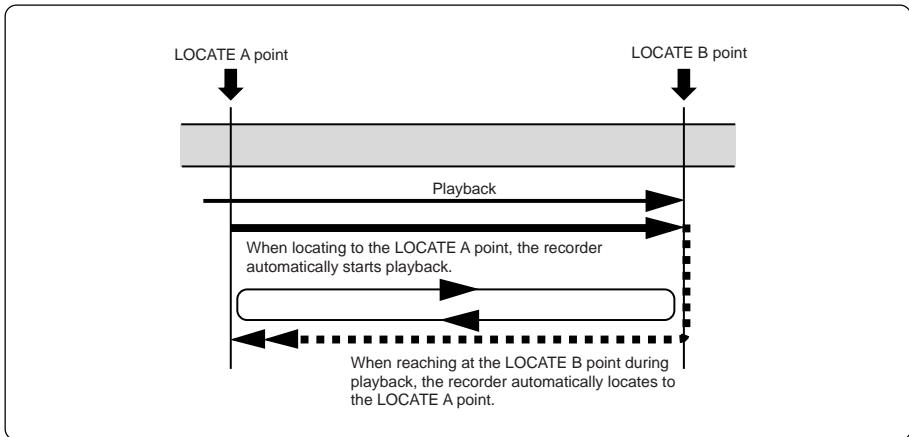 LOCATE A point
LOCATE B point
Playback
When locating to the LOCATE A point, the recorder
automatically starts playback.
When reaching at the LOCATE B point during
playback, the recorder automatically locates to
the LOCATE A point.